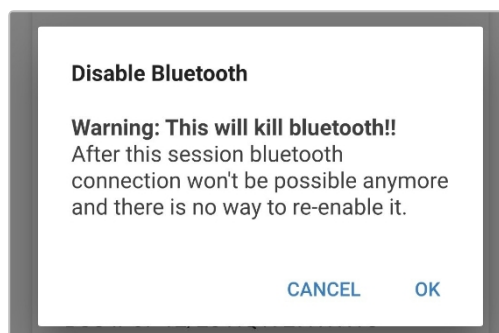 Disable Bluetooth
Warning: This will kill bluetooth!!
After this session bluetooth
connection won't be possible anymore
and there is no way to re-enable it.
CANCEL OK